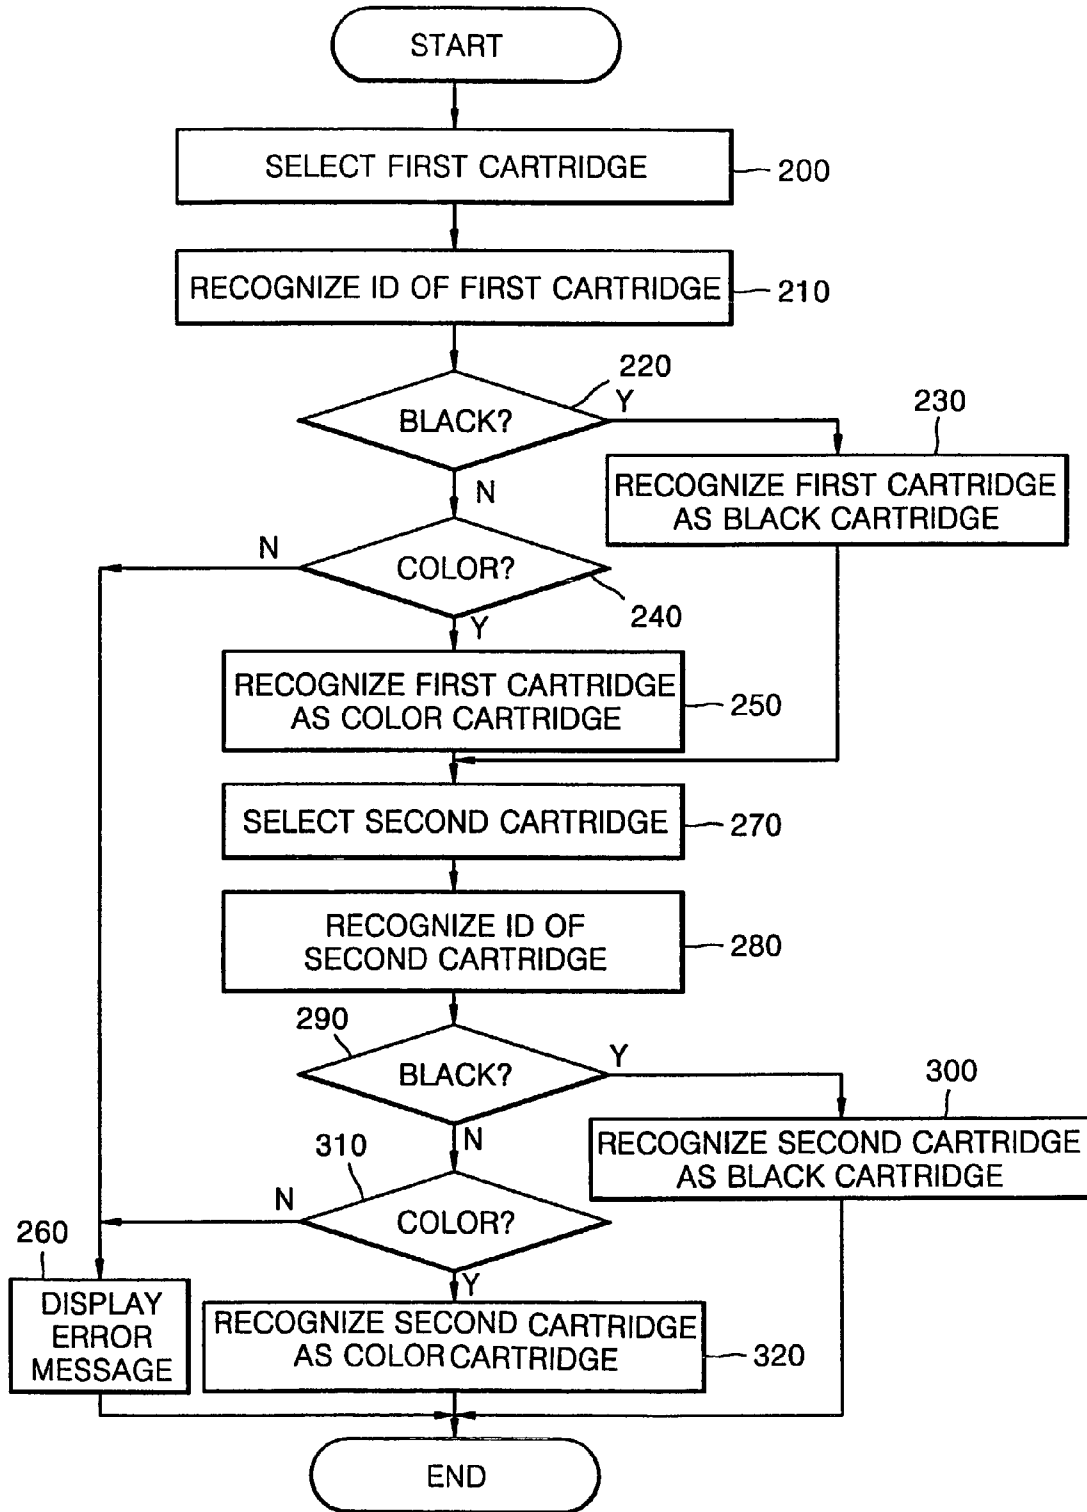 START
SELECT FIRST CARTRIDGE
200
RECOGNIZE ID OF FIRST CARTRIDGE
210
220
BLACK?
Y
N
230
RECOGNIZE FIRST CARTRIDGE
AS BLACK CARTRIDGE
N
COLOR?
240
Y
RECOGNIZE FIRST CARTRIDGE
AS COLOR CARTRIDGE
250
SELECT SECOND CARTRIDGE
270
RECOGNIZE ID OF
SECOND CARTRIDGE
280
290
BLACK?
Y
N
300
RECOGNIZE SECOND CARTRIDGE
AS BLACK CARTRIDGE
310
N
COLOR?
Y
260
DISPLAY
ERROR
MESSAGE
RECOGNIZE SECOND CARTRIDGE
AS COLOR CARTRIDGE
320
END